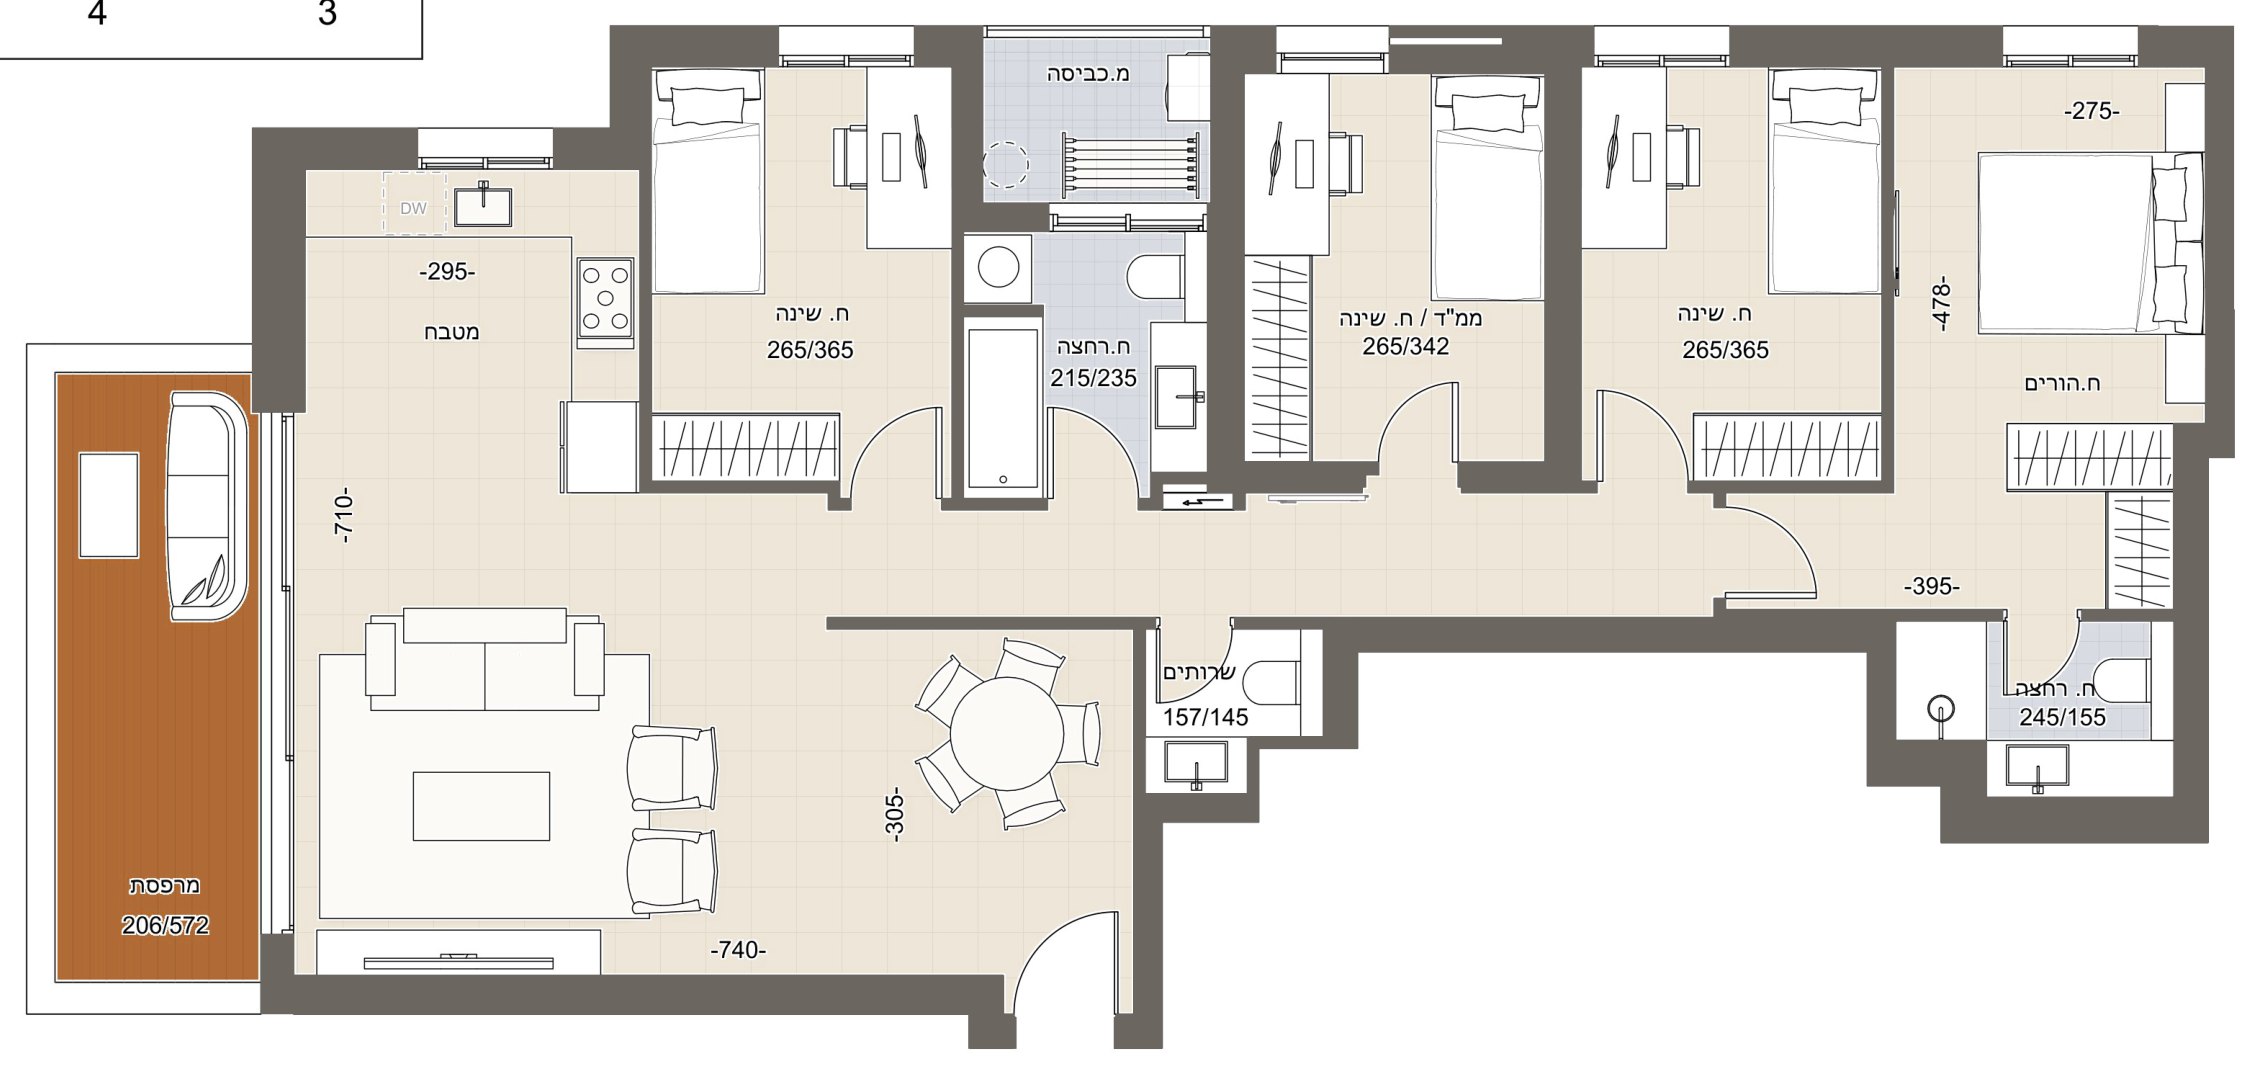 4
3
מ.כביסה
-275-
DW
-295-
מטבח
ח. שינה
265/365
ח.רחצה
215/235
ממ"ד / ח. שינה
265/342
ח. שינה
265/365
-478-
ח.הורים
-710-
-395-
שרותים
157/145
ח. רחצה
245/155
-305-
מרפסת
206/572
-740-